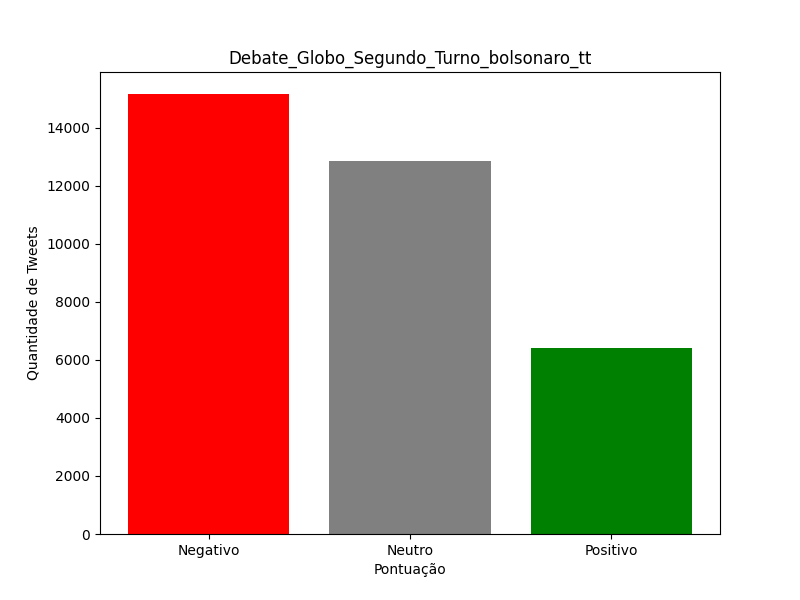 Debate_Globo_Segundo_Turno_bolsonaro_tt
Quantidade de Tweets
14000
12000
10000
8000
6000
4000
2000
0
Negativo Neutro Positivo
Pontuação